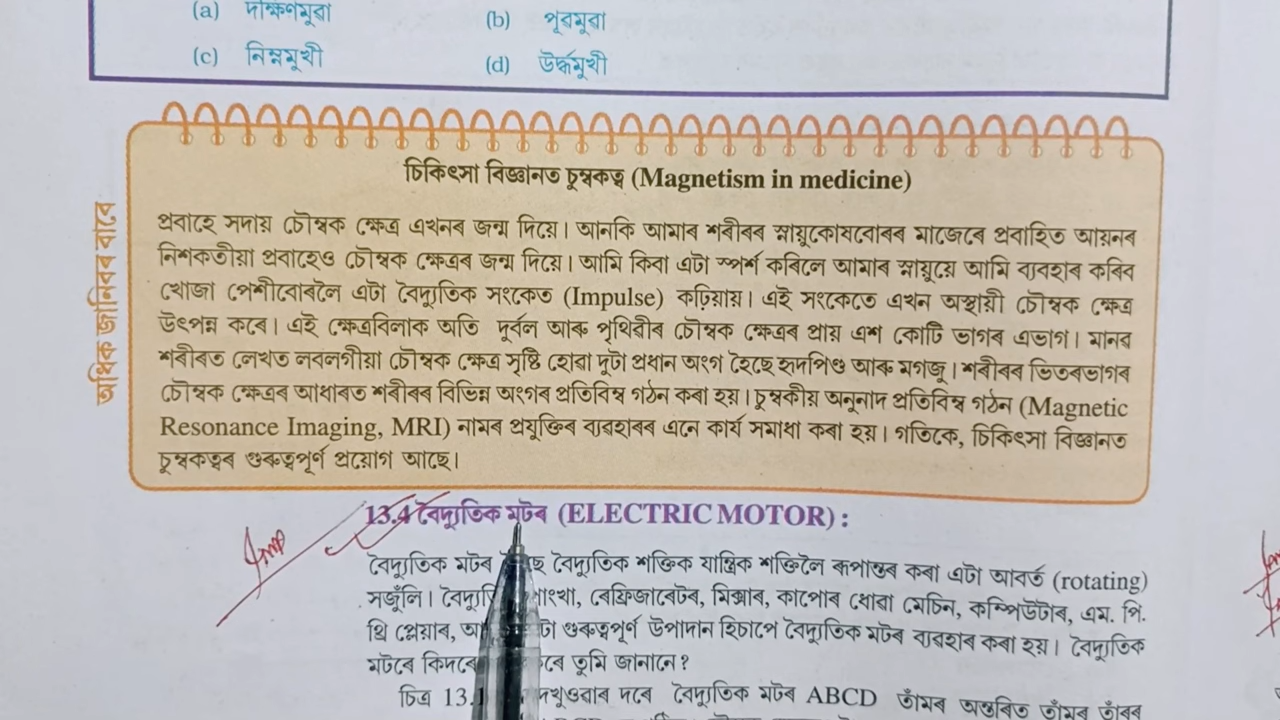 (a) দক্ষিণমুৱা
(b) পূৱমুৱা
(c) নিম্নমুখী
(d) উৰ্দ্ধমুখী
অধিক জানিবৰ বাবে
চিকিৎসা বিজ্ঞানত চুম্বকত্ব (Magnetism in medicine)
প্ৰবাহে সদায় চৌম্বক ক্ষেত্ৰ এখনৰ জন্ম দিয়ে। আনকি আমাৰ শৰীৰৰ স্নায়ুকোষবোৰৰ মাজেৰে প্ৰবাহিত আয়নৰ
নিশকতীয়া প্ৰবাহেও চৌম্বক ক্ষেত্ৰৰ জন্ম দিয়ে। আমি কিবা এটা স্পৰ্শ কৰিলে আমাৰ স্নায়ুয়ে আমি ব্যৱহাৰ কৰিব
খোজা পেশীবোৰলৈ এটা বৈদ্যুতিক সংকেত (Impulse) কঢ়িয়ায়। এই সংকেতে এখন অস্থায়ী চৌম্বক ক্ষেত্ৰ
উৎপন্ন কৰে। এই ক্ষেত্ৰবিলাক অতি দুৰ্বল আৰু পৃথিৱীৰ চৌম্বক ক্ষেত্ৰৰ প্ৰায় এশ কোটি ভাগৰ এভাগ। মানৱ
শৰীৰত লেখত লবলগীয়া চৌম্বক ক্ষেত্ৰ সৃষ্টি হোৱা দুটা প্ৰধান অংগ হৈছে হৃদপিণ্ড আৰু মগজু। শৰীৰৰ ভিতৰভাগৰ
চৌম্বক ক্ষেত্ৰৰ আধাৰত শৰীৰৰ বিভিন্ন অংগৰ প্ৰতিবিম্ব গঠন কৰা হয়। চুম্বকীয় অনুনাদ প্ৰতিবিম্ব গঠন (Magnetic
Resonance Imaging, MRI) নামৰ প্ৰযুক্তিৰ ব্যৱহাৰৰ এনে কাৰ্য সমাধা কৰা হয়। গতিকে, চিকিৎসা বিজ্ঞানত
চুম্বকত্বৰ গুৰুত্বপূৰ্ণ প্ৰয়োগ আছে।
Imp
13.4 বৈদ্যুতিক মটৰ (ELECTRIC MOTOR) :
বৈদ্যুতিক মটৰ বৈদ্যুতিক শক্তিক যান্ত্ৰিক শক্তিলৈ ৰূপান্তৰ কৰা এটা আবৰ্ত (rotating)
সজুঁলি। ৰেফ্ৰিজাৰেটৰ, মিক্সাৰ, কাপোৰ ধোৱা মেচিন, কম্পিউটাৰ, এম. পি.
থ্ৰি প্লেয়াৰ, গুৰুত্বপূৰ্ণ উপাদান হিচাপে বৈদ্যুতিক মটৰ ব্যৱহাৰ কৰা হয়। বৈদ্যুতিক
মটৰে তুমি জানানে?
চিত্ৰ দেখুওৱাৰ দৰে বৈদ্যুতিক মটৰ ABCD তাঁমৰ অন্তৰিত তাঁমৰ তাঁৰৰ